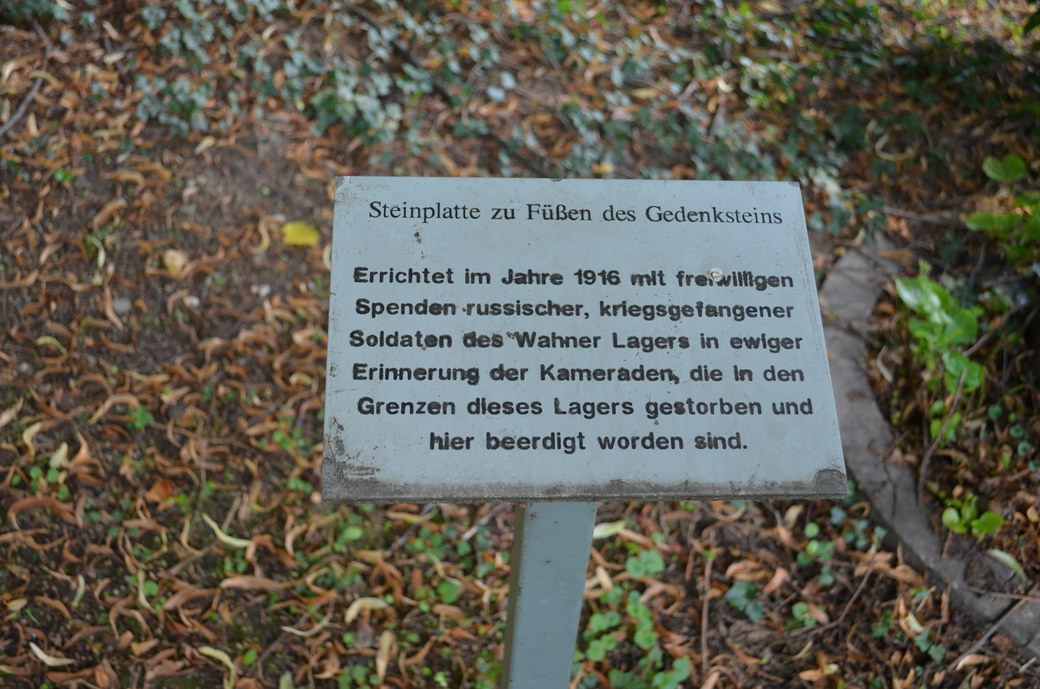 Steinplatte zu Füßen des Gedenksteins
Errichtet im Jahre 1916 mit freiwilligen
Spenden russischer, kriegsgefangener
Soldaten des Wahner Lagers in ewiger
Erinnerung der Kameraden, die in den
Grenzen dieses Lagers gestorben und
hier beerdigt worden sind.